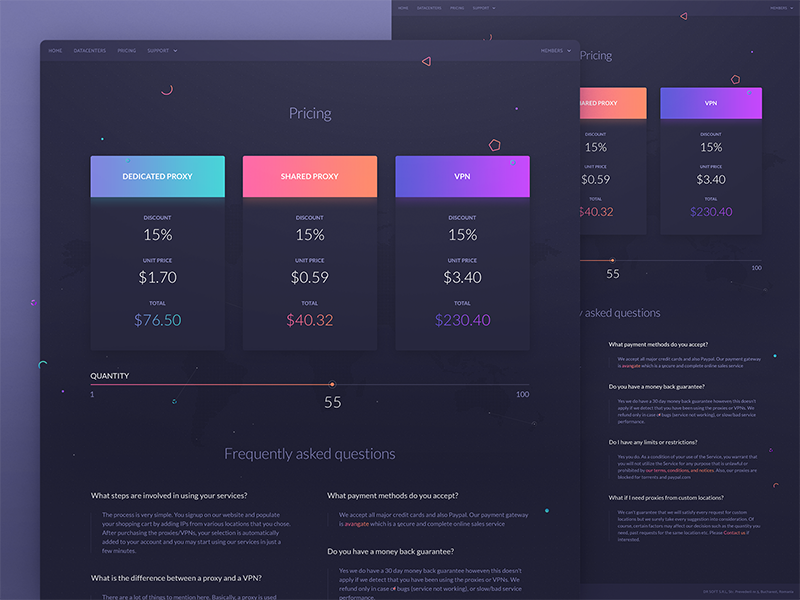 HOME DATACENTERS PRICING SUPPORT MEMBERS
Pricing
DEDICATED PROXY
DISCOUNT
15%
UNIT PRICE
$1.70
TOTAL
$76.50
SHARED PROXY
DISCOUNT
15%
UNIT PRICE
$0.59
TOTAL
$40.32
VPN
DISCOUNT
15%
UNIT PRICE
$3.40
TOTAL
$230.40
QUANTITY
1
55
100
Frequently asked questions
What steps are involved in using your services?
The process is very simple. You signup on our website and populate
your shopping cart by adding IPs from various locations that you chose.
After purchasing the proxies/VPNs, your selection is automatically
added to your account and you may start using our services in just a
few minutes.
What is the difference between a proxy and a VPN?
There are a lot of things to mention here. Basically, a proxy is used
What payment methods do you accept?
We accept all major credit cards and also Paypal. Our payment gateway
is avangate which is a secure and complete online sales service
Do you have a money back guarantee?
Yes we do have a 30 day money back guarantee however, this doesn't
apply if we detect that you have been using the proxies or VPNs. We
refund only in case of bugs (service not working), or slow/bad service
performance.
HOME DATACENTERS PRICING SUPPORT MEMBERS
Pricing
SHARED PROXY
15%
$0.59
$40.32
VPN
DISCOUNT
15%
UNIT PRICE
$3.40
TOTAL
$230.40
55
100
y asked questions
What payment methods do you accept?
We accept all major credit cards and also Paypal. Our payment gateway
is avangate which is a secure and complete online sales service
Do you have a money back guarantee?
Yes we do have a 30 day money back guarantee however, this doesn't
apply if we detect that you have been using the proxies or VPNs. We
refund only in case of bugs (service not working), or slow/bad service
performance.
Do I have any limits or restrictions?
Yes you do. As a condition of your use of the Service, you warrant that
you will not utilize the Service for any purpose that is unlawful or
prohibited by our terms, conditions, and notices. Also, our proxies are
blocked for torrents and paypal.com
What if I need proxies from custom locations?
We can't guarantee that we will satisfy every request for custom
locations but we surely take every suggestion into consideration. Of
course, certain factors may affect our decision such as the quantity you
need, past requests for the same location etc. Please Contact us if
interested.